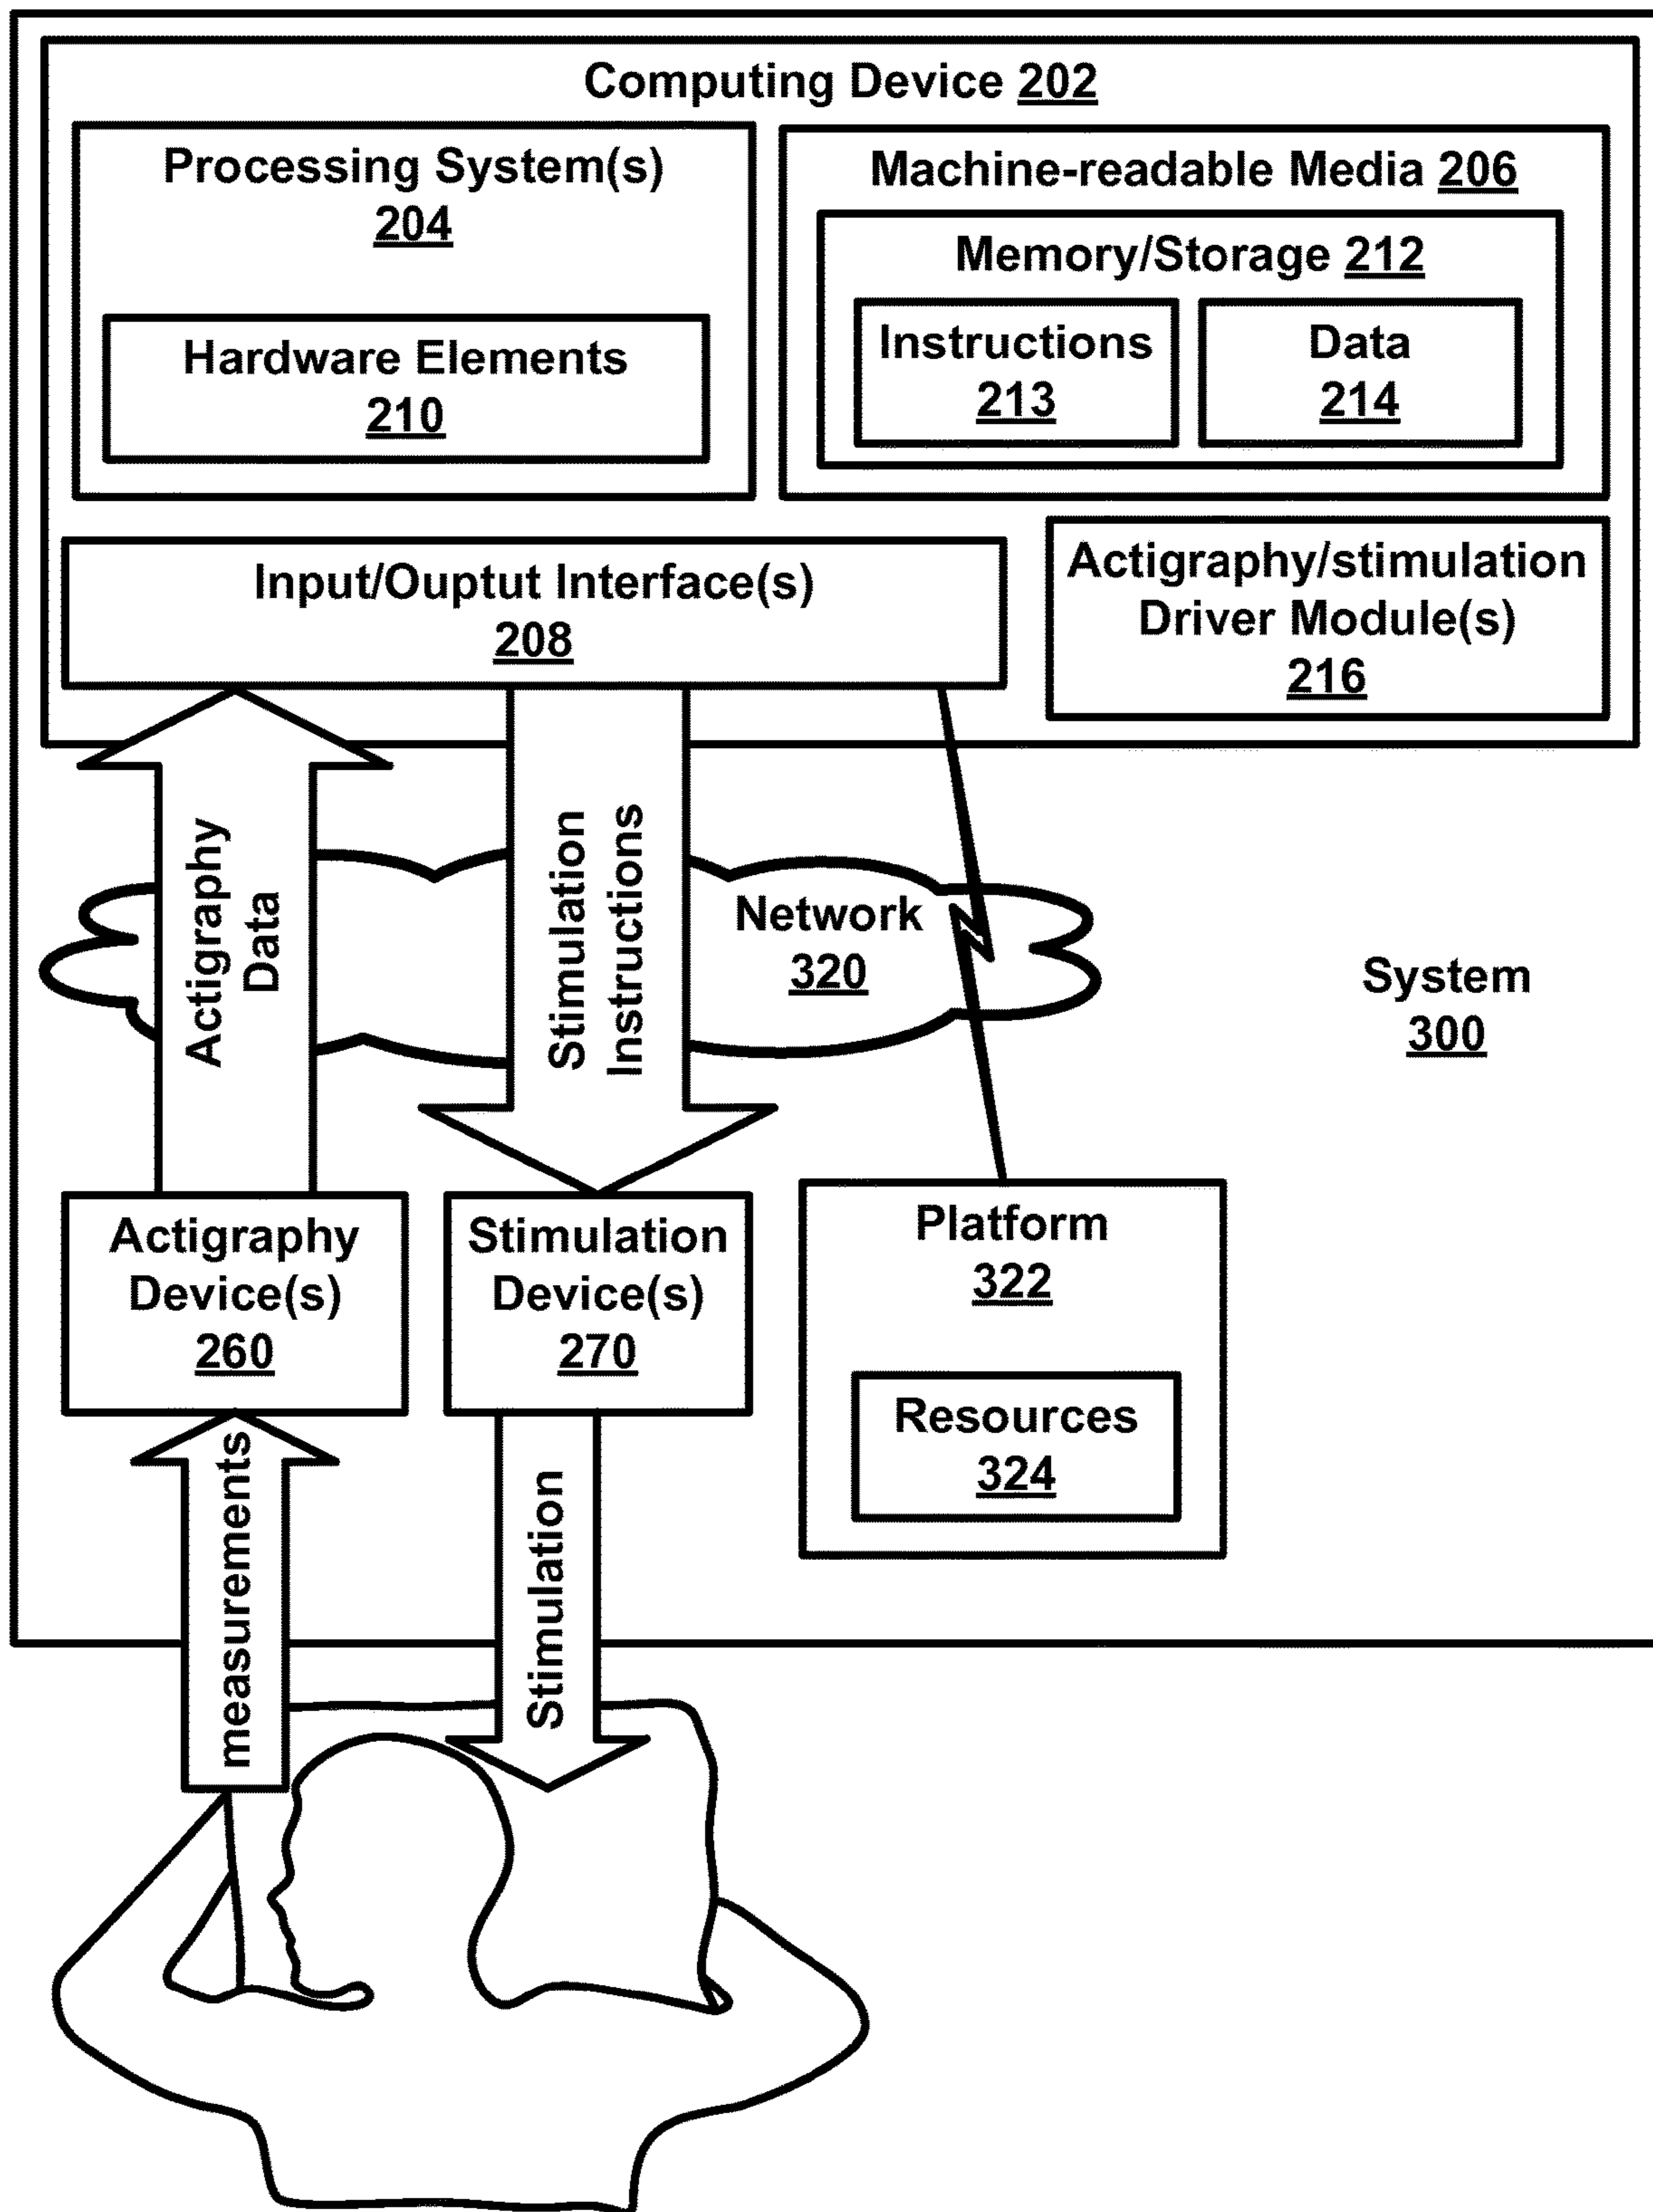 Computing Device 202
Processing System(s)
204
Hardware Elements
210
Machine-readable Media 206
Memory/Storage 212
Instructions
213
Data
214
Input/Ouptut Interface(s)
208
Actigraphy/stimulation
Driver Module(s)
216
Actigraphy
Data
Stimulation
Instructions
Network
320
System
300
Actigraphy
Device(s)
260
Stimulation
Device(s)
270
Platform
322
Resources
324
measurements
Stimulation